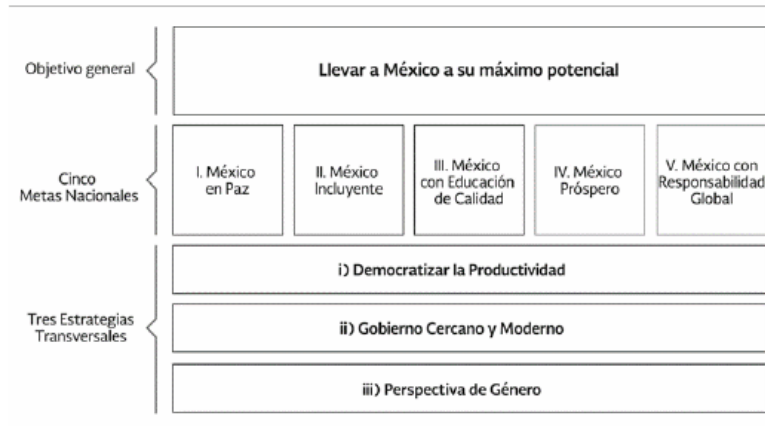 Objetivo general
Llevar a México a su máximo potencial
Cinco
Metas Nacionales
I. México
en Paz
II. México
Incluyente
III. México
con Educación
de Calidad
IV. México
Próspero
V. México con
Responsabilidad
Global
Tres Estrategias
Transversales
i) Democratizar la Productividad
ii) Gobierno Cercano y Moderno
iii) Perspectiva de Género